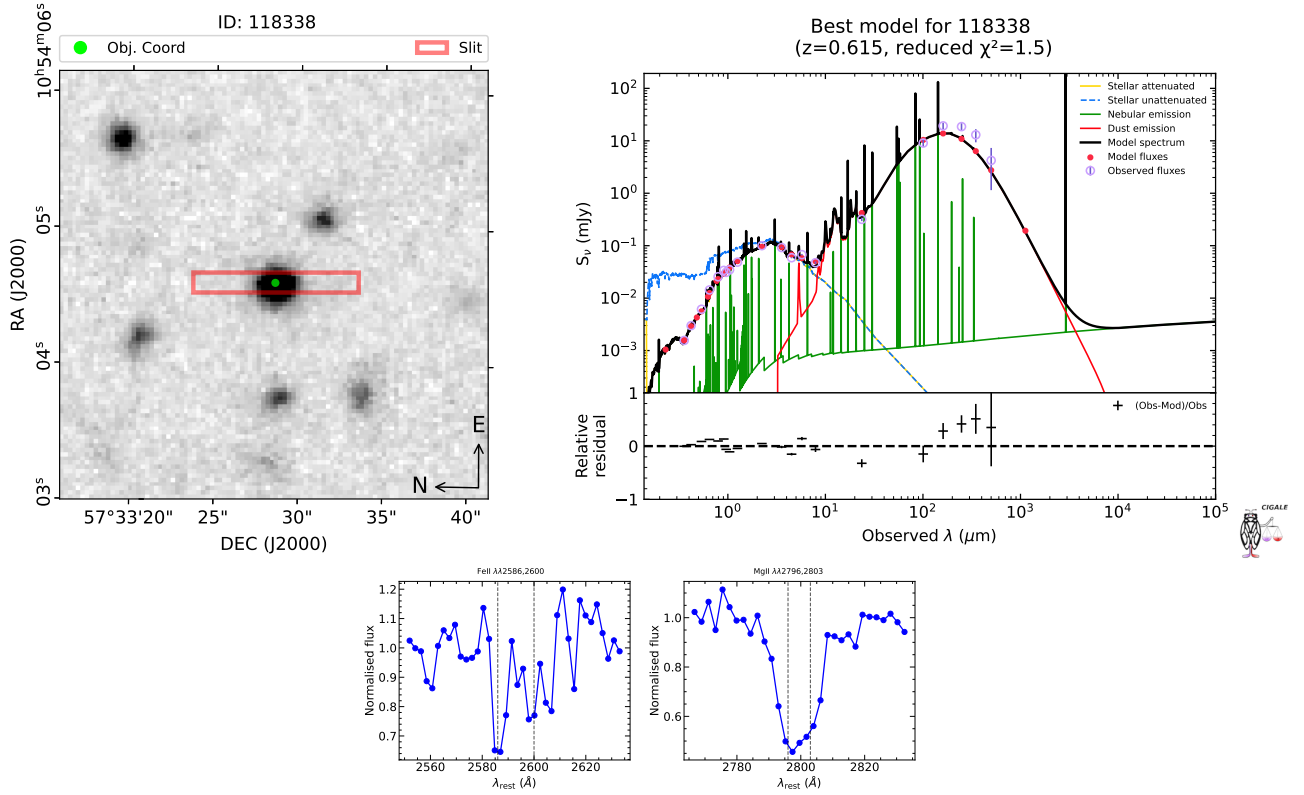 ID: 118338
Obj. Coord
Slit
10ʰ54ᵐ06ˢ
05ˢ
04ˢ
03ˢ
RA (J2000)
E
N
57°33'20"
25"
30"
35"
40"
DEC (J2000)
Best model for 118338
(z=0.615, reduced χ²=1.5)
Stellar attenuated
Stellar unattenuated
Nebular emission
Dust emission
Model spectrum
Model fluxes
Observed fluxes
10²
10¹
10⁰
10⁻¹
10⁻²
10⁻³
Sᵥ (mJy)
1
0
−1
Relative
residual
(Obs-Mod)/Obs
10⁰
10¹
10²
10³
10⁴
10⁵
Observed λ (μm)
CIGALE
FeII λλ2586,2600
1.2
1.1
1.0
0.9
0.8
0.7
Normalised flux
2560
2580
2600
2620
λrest (Å)
MgII λλ2796,2803
1.0
0.8
0.6
Normalised flux
2780
2800
2820
λrest (Å)